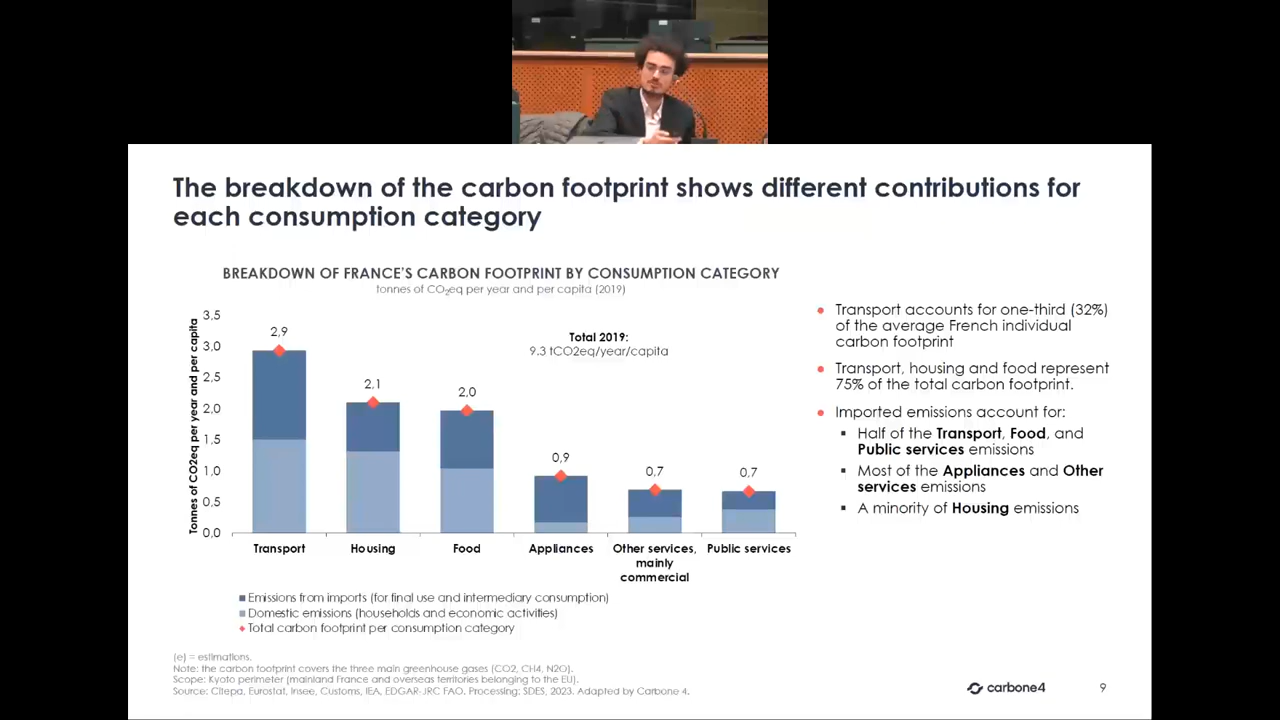 The breakdown of the carbon footprint shows different contributions for
each consumption category
BREAKDOWN OF FRANCE'S CARBON FOOTPRINT BY CONSUMPTION CATEGORY
tonnes of CO₂eq per year and per capita (2019)
Tonnes of CO2eq per year and per capita
3,5
3,0
2,5
2,0
1,5
1,0
0,5
0,0
2,9
2,1
2,0
0,9
0,7
0,7
Total 2019:
9.3 tCO2eq/year/capita
Transport
Housing
Food
Appliances
Other services,
mainly
commercial
Public services
Emissions from imports (for final use and intermediary consumption)
Domestic emissions (households and economic activities)
Total carbon footprint per consumption category
• Transport accounts for one-third (32%)
of the average French individual
carbon footprint
• Transport, housing and food represent
75% of the total carbon footprint.
• Imported emissions account for:
▪ Half of the Transport, Food, and
Public services emissions
▪ Most of the Appliances and Other
services emissions
▪ A minority of Housing emissions
(e) = estimations.
Note: the carbon footprint covers the three main greenhouse gases (CO2, CH4, N2O).
Scope: Kyoto perimeter (mainland France and overseas territories belonging to the EU).
Source: Citepa, Eurostat, Insee, Customs, IEA, EDGAR-JRC FAO. Processing: SDES, 2023. Adapted by Carbone 4.
carbone4
9